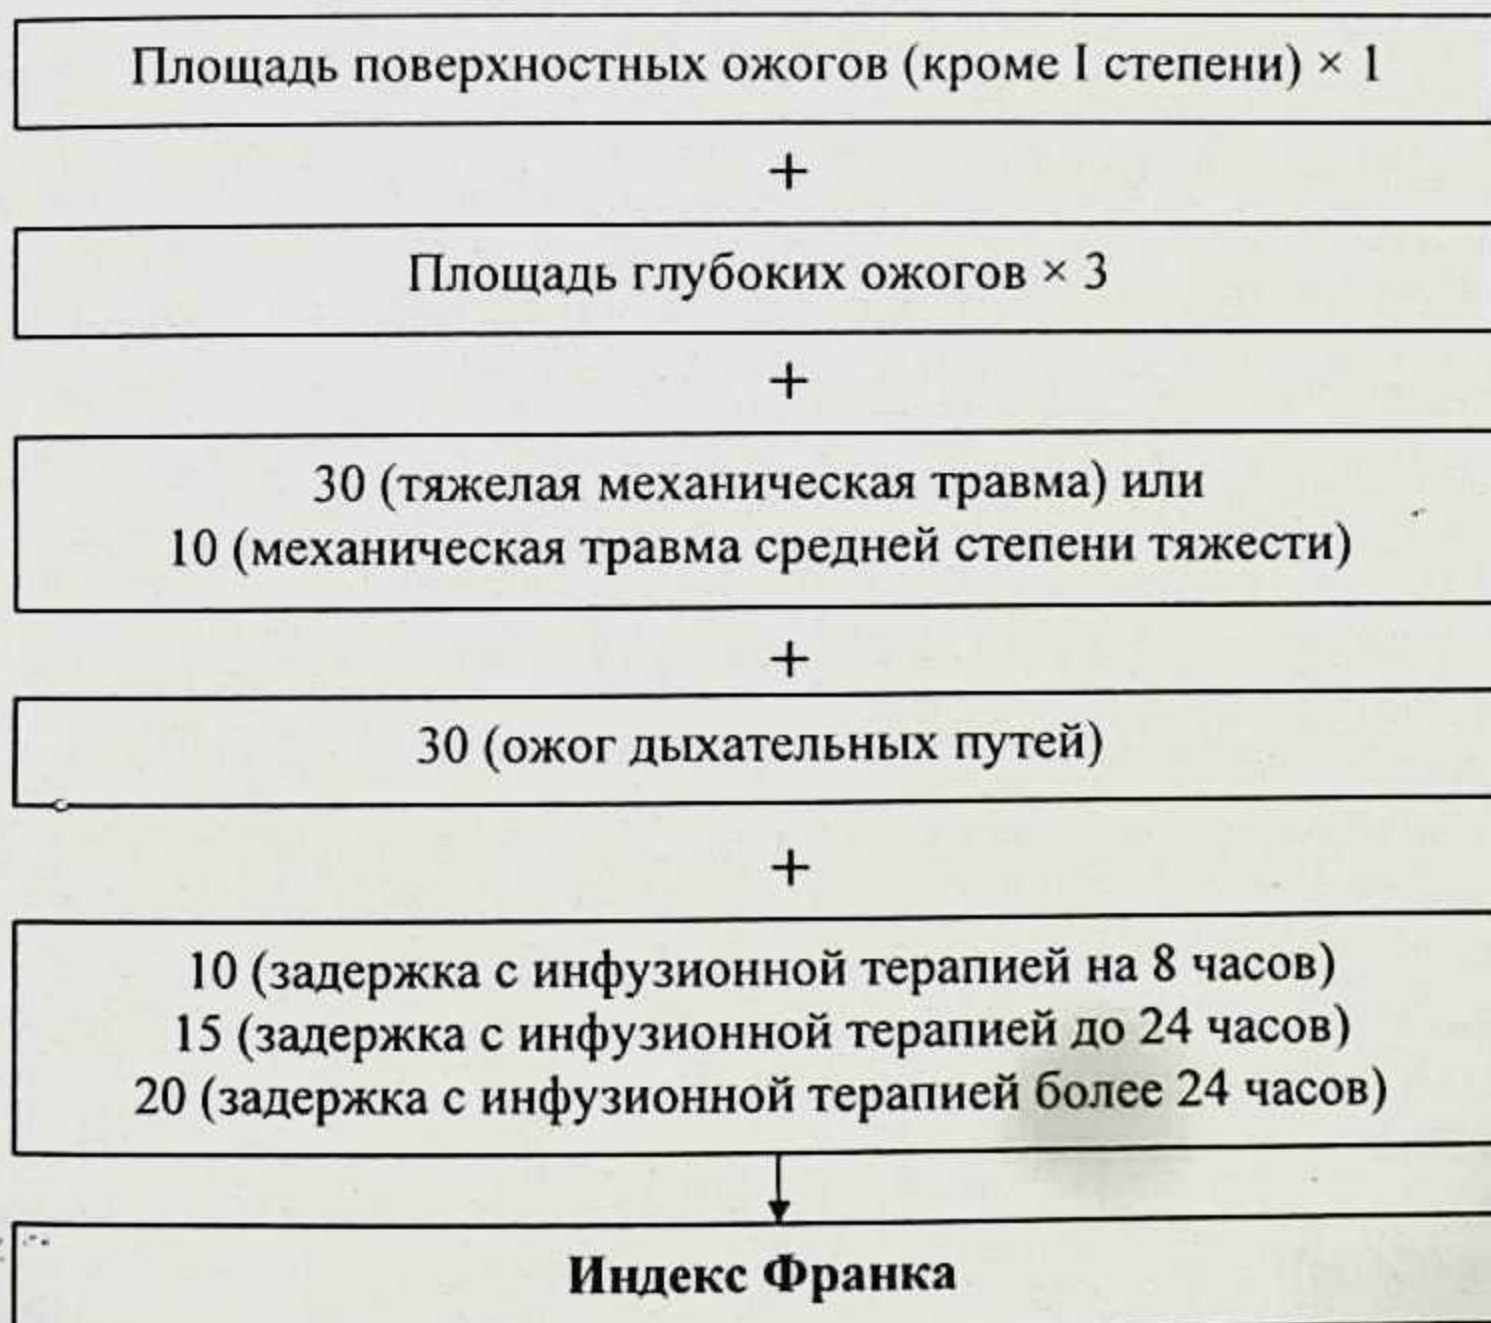 Площадь поверхностных ожогов (кроме I степени) × 1
+
Площадь глубоких ожогов × 3
+
30 (тяжелая механическая травма) или
10 (механическая травма средней степени тяжести)
+
30 (ожог дыхательных путей)
+
10 (задержка с инфузионной терапией на 8 часов)
15 (задержка с инфузионной терапией до 24 часов)
20 (задержка с инфузионной терапией более 24 часов)
Индекс Франка